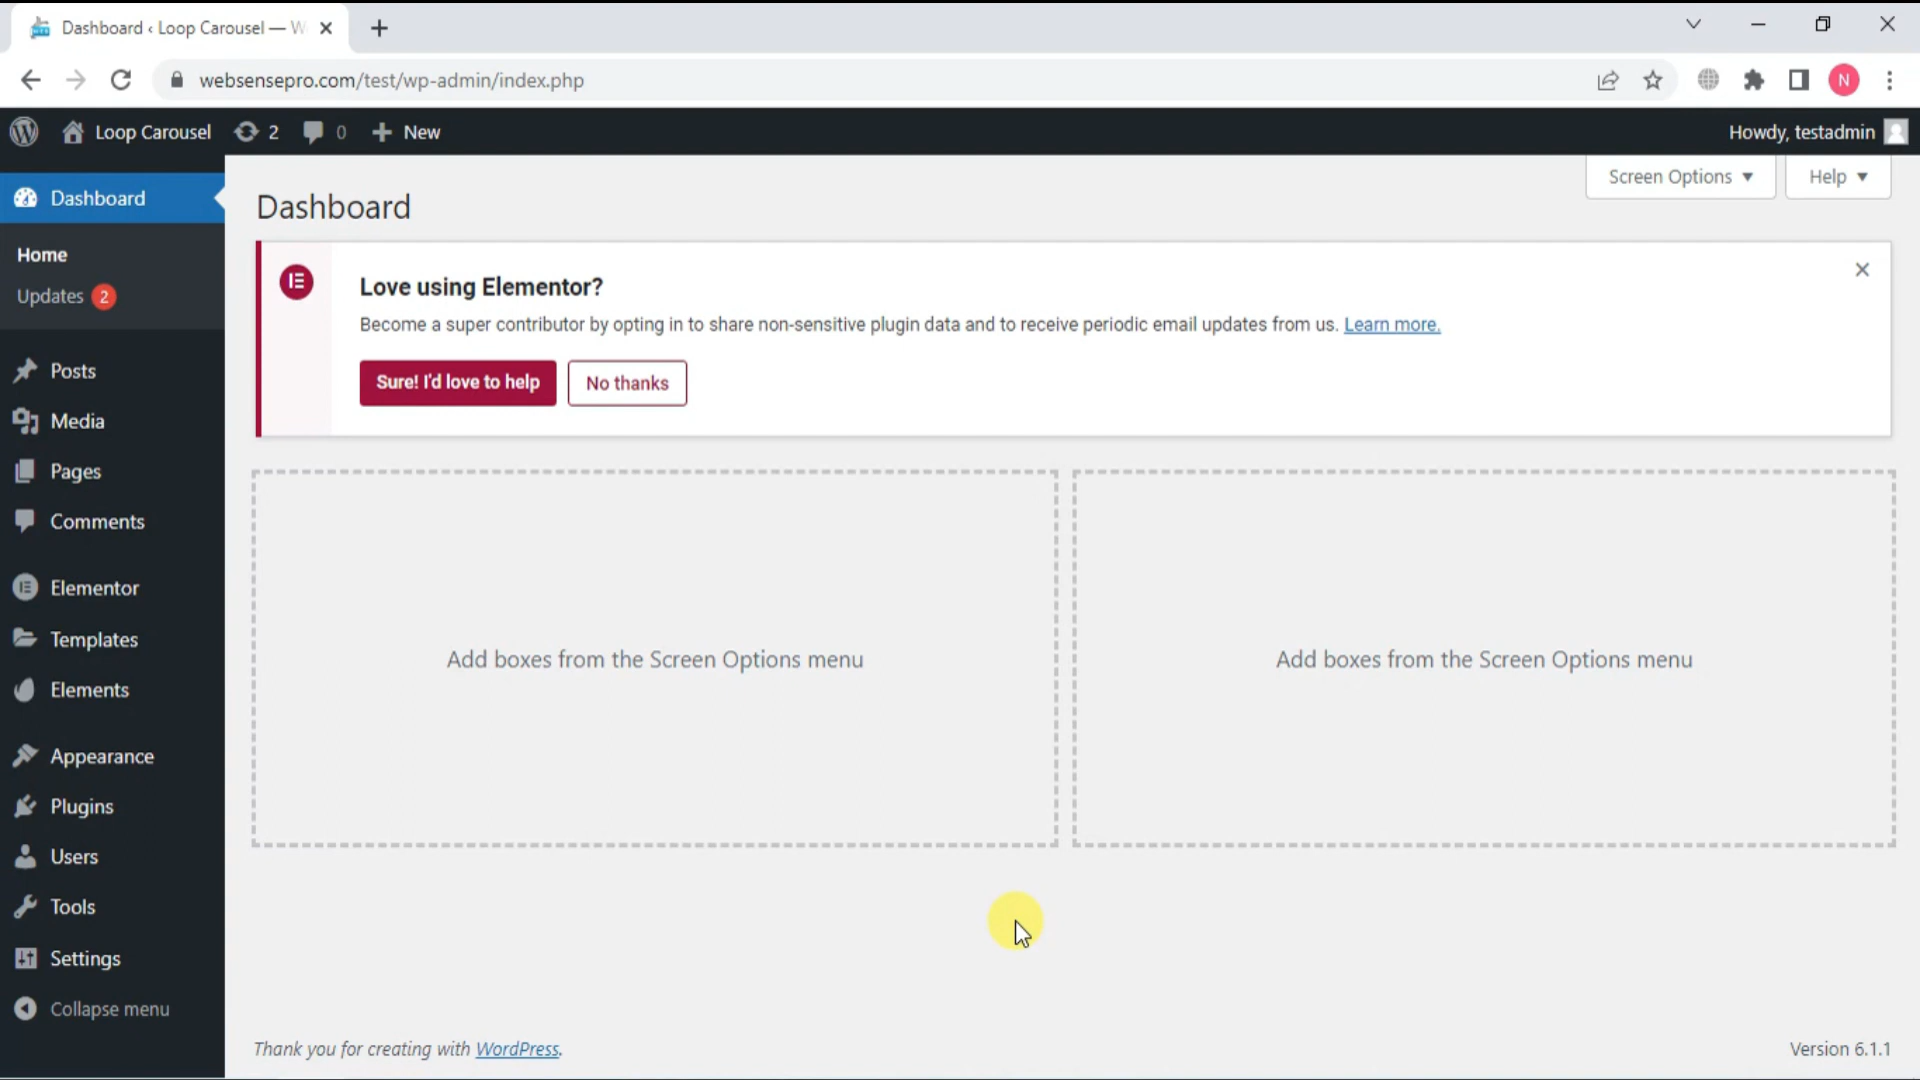 Dashboard ‹ Loop Carousel — W
websensepro.com/test/wp-admin/index.php
N
Loop Carousel
2
0
New
Howdy, testadmin
Dashboard
Home
Updates 2
Posts
Media
Pages
Comments
Elementor
Templates
Elements
Appearance
Plugins
Users
Tools
Settings
Collapse menu
Screen Options ▼
Help ▼
Dashboard
Love using Elementor?
Become a super contributor by opting in to share non-sensitive plugin data and to receive periodic email updates from us. Learn more.
Sure! I'd love to help
No thanks
Add boxes from the Screen Options menu
Add boxes from the Screen Options menu
Thank you for creating with WordPress.
Version 6.1.1